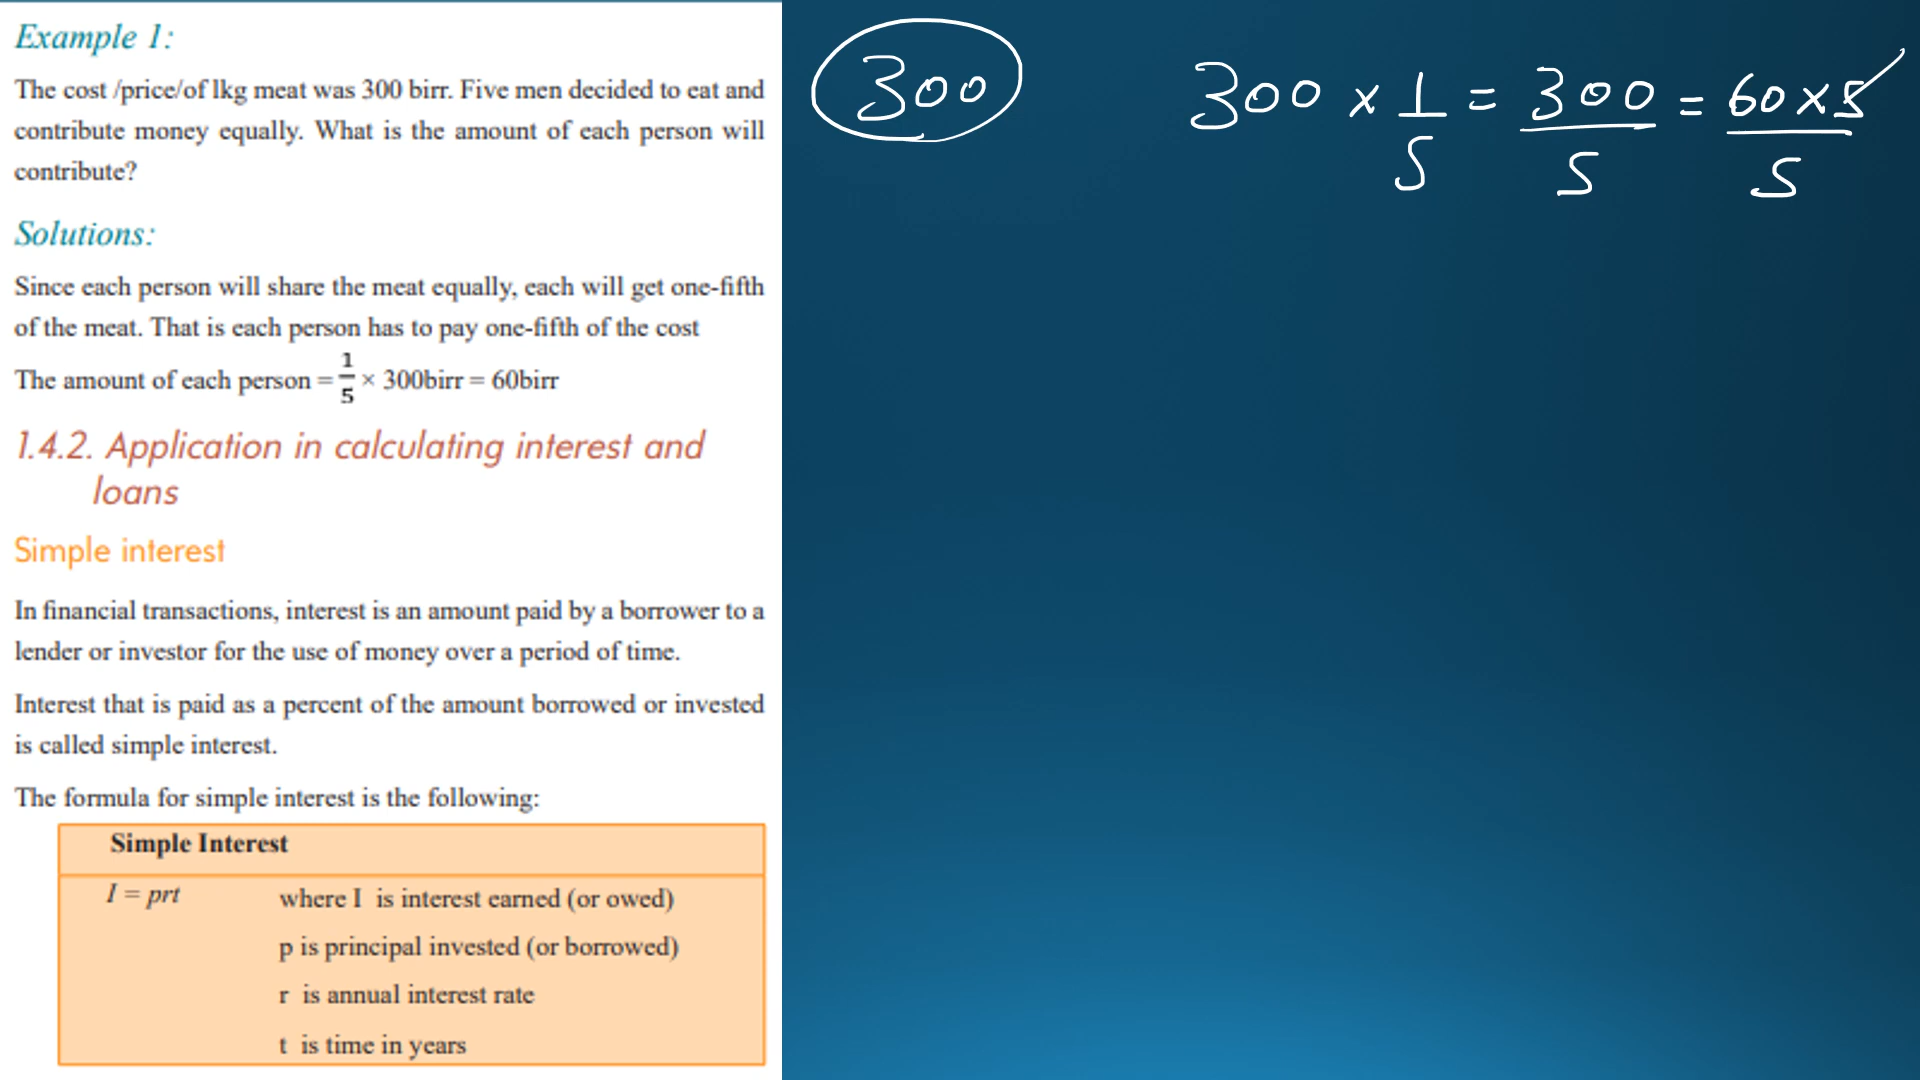 Example 1:
The cost /price/of lkg meat was 300 birr. Five men decided to eat and
contribute money equally. What is the amount of each person will
contribute?
Solutions:
Since each person will share the meat equally, each will get one-fifth
of the meat. That is each person has to pay one-fifth of the cost
The amount of each person = 1/5 × 300birr = 60birr
1.4.2. Application in calculating interest and
loans
Simple interest
In financial transactions, interest is an amount paid by a borrower to a
lender or investor for the use of money over a period of time.
Interest that is paid as a percent of the amount borrowed or invested
is called simple interest.
The formula for simple interest is the following:
Simple Interest
I = prt where I is interest earned (or owed)
p is principal invested (or borrowed)
r is annual interest rate
t is time in years
300
300 × 1/5 = 300/5 = 60×5/5